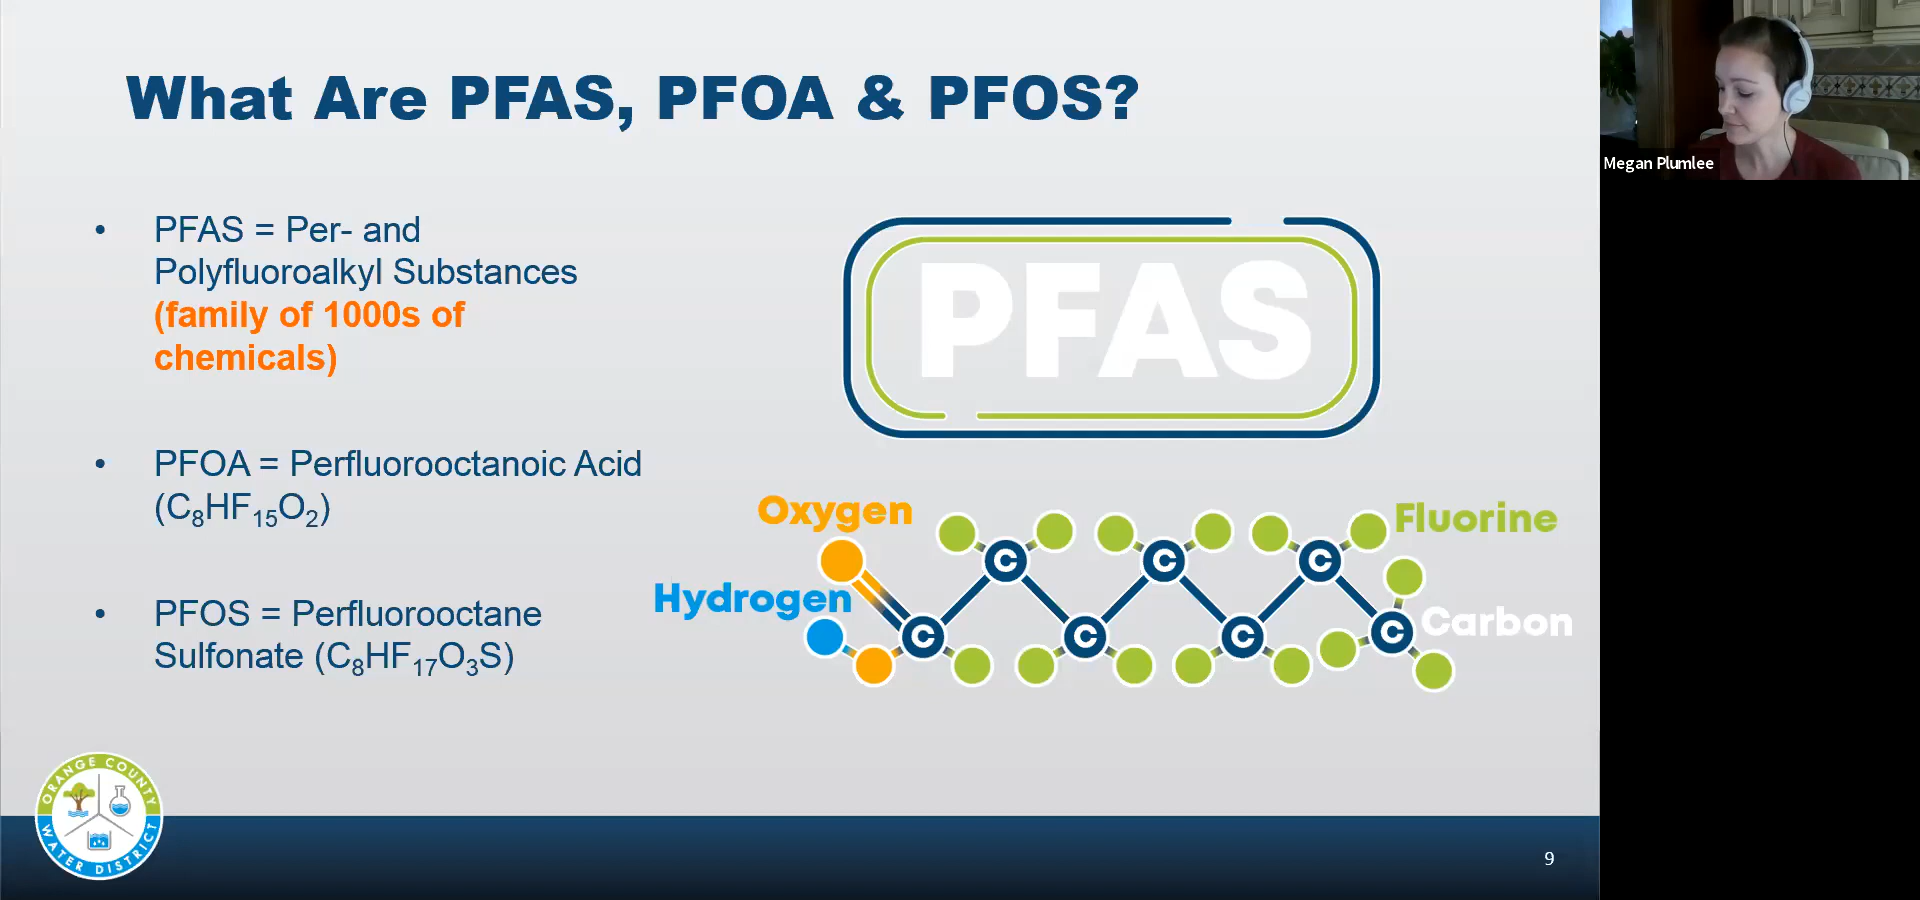 What Are PFAS, PFOA & PFOS?
Megan Plumlee
• PFAS = Per- and
Polyfluoroalkyl Substances
(family of 1000s of
chemicals)
• PFOA = Perfluorooctanoic Acid
(C₈HF₁₅O₂)
• PFOS = Perfluorooctane
Sulfonate (C₈HF₁₇O₃S)
PFAS
Oxygen
Fluorine
Hydrogen
Carbon
C C C
C C C C
ORANGE COUNTY
WATER DISTRICT
9